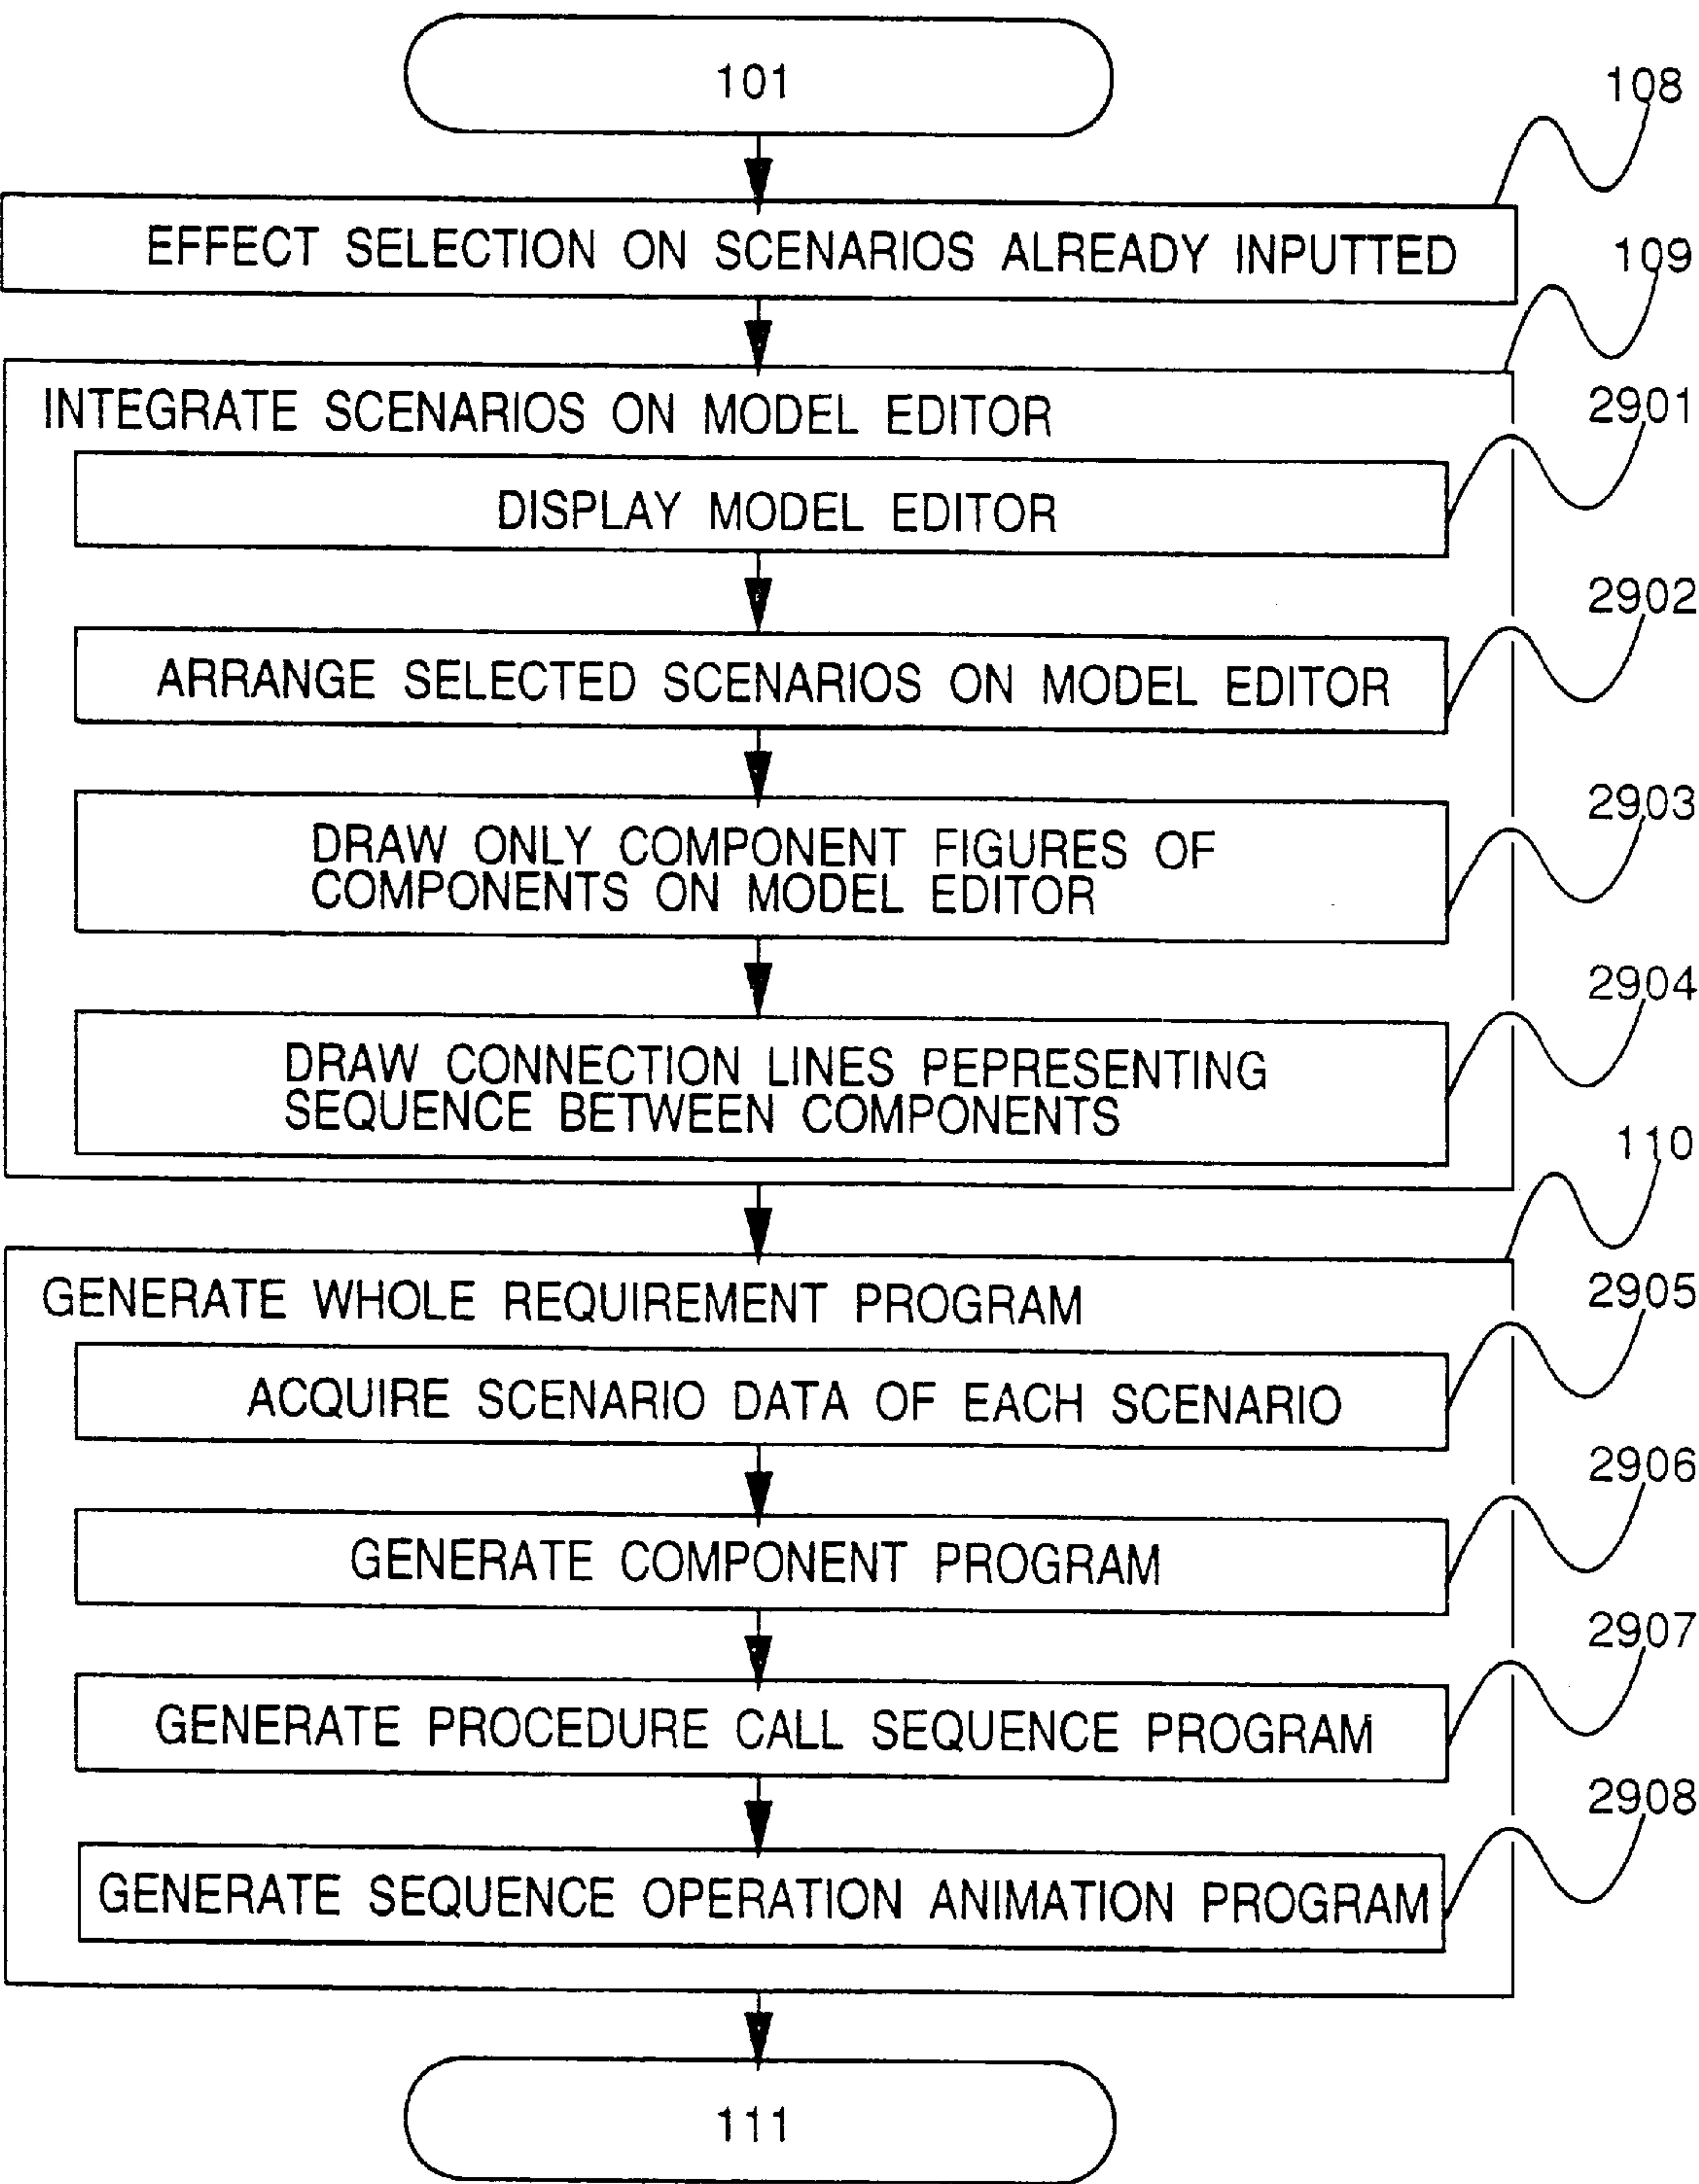 101
108
EFFECT SELECTION ON SCENARIOS ALREADY INPUTTED
109
INTEGRATE SCENARIOS ON MODEL EDITOR
2901
DISPLAY MODEL EDITOR
2902
ARRANGE SELECTED SCENARIOS ON MODEL EDITOR
2903
DRAW ONLY COMPONENT FIGURES OF
COMPONENTS ON MODEL EDITOR
2904
DRAW CONNECTION LINES PEPRESENTING
SEQUENCE BETWEEN COMPONENTS
110
GENERATE WHOLE REQUIREMENT PROGRAM
2905
ACQUIRE SCENARIO DATA OF EACH SCENARIO
2906
GENERATE COMPONENT PROGRAM
2907
GENERATE PROCEDURE CALL SEQUENCE PROGRAM
2908
GENERATE SEQUENCE OPERATION ANIMATION PROGRAM
111